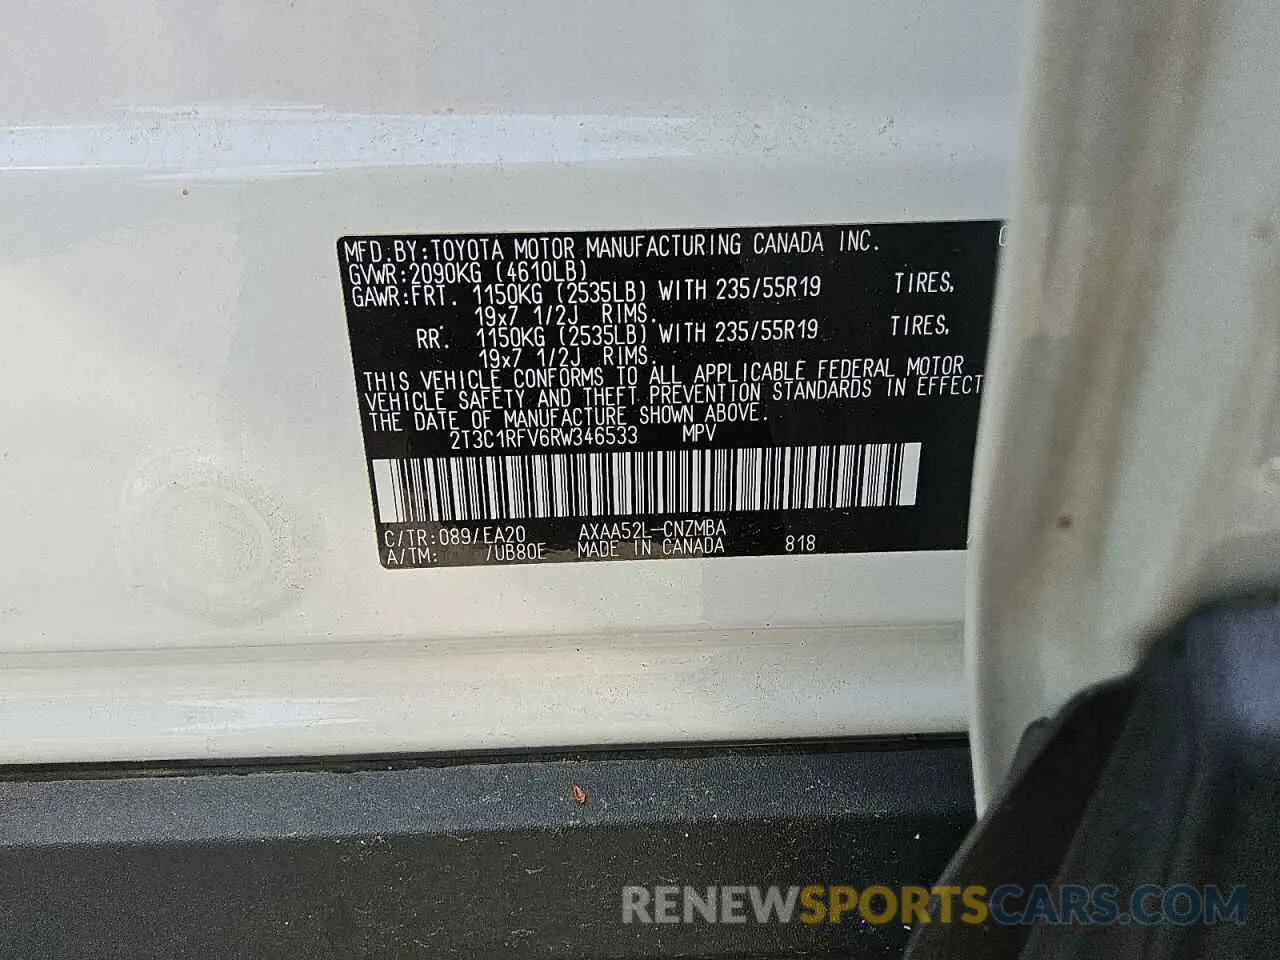 MFD.BY:TOYOTA MOTOR MANUFACTURING CANADA INC.
GVWR:2090KG (4610LB)
GAWR:FRT. 1150KG (2535LB) WITH 235/55R19 TIRES,
19x7 1/2J RIMS.
RR: 1150KG (2535LB) WITH 235/55R19 TIRES,
19x7 1/2J RIMS.
THIS VEHICLE CONFORMS TO ALL APPLICABLE FEDERAL MOTOR
VEHICLE SAFETY AND THEFT PREVENTION STANDARDS IN EFFECT
THE DATE OF MANUFACTURE SHOWN ABOVE.
2T3C1RFV6RW346533 MPV
C/TR:089/EA20 AXAA52L-CNZMBA
A/TM: /UB80E MADE IN CANADA 818
RENEWSPORTSCARS.COM